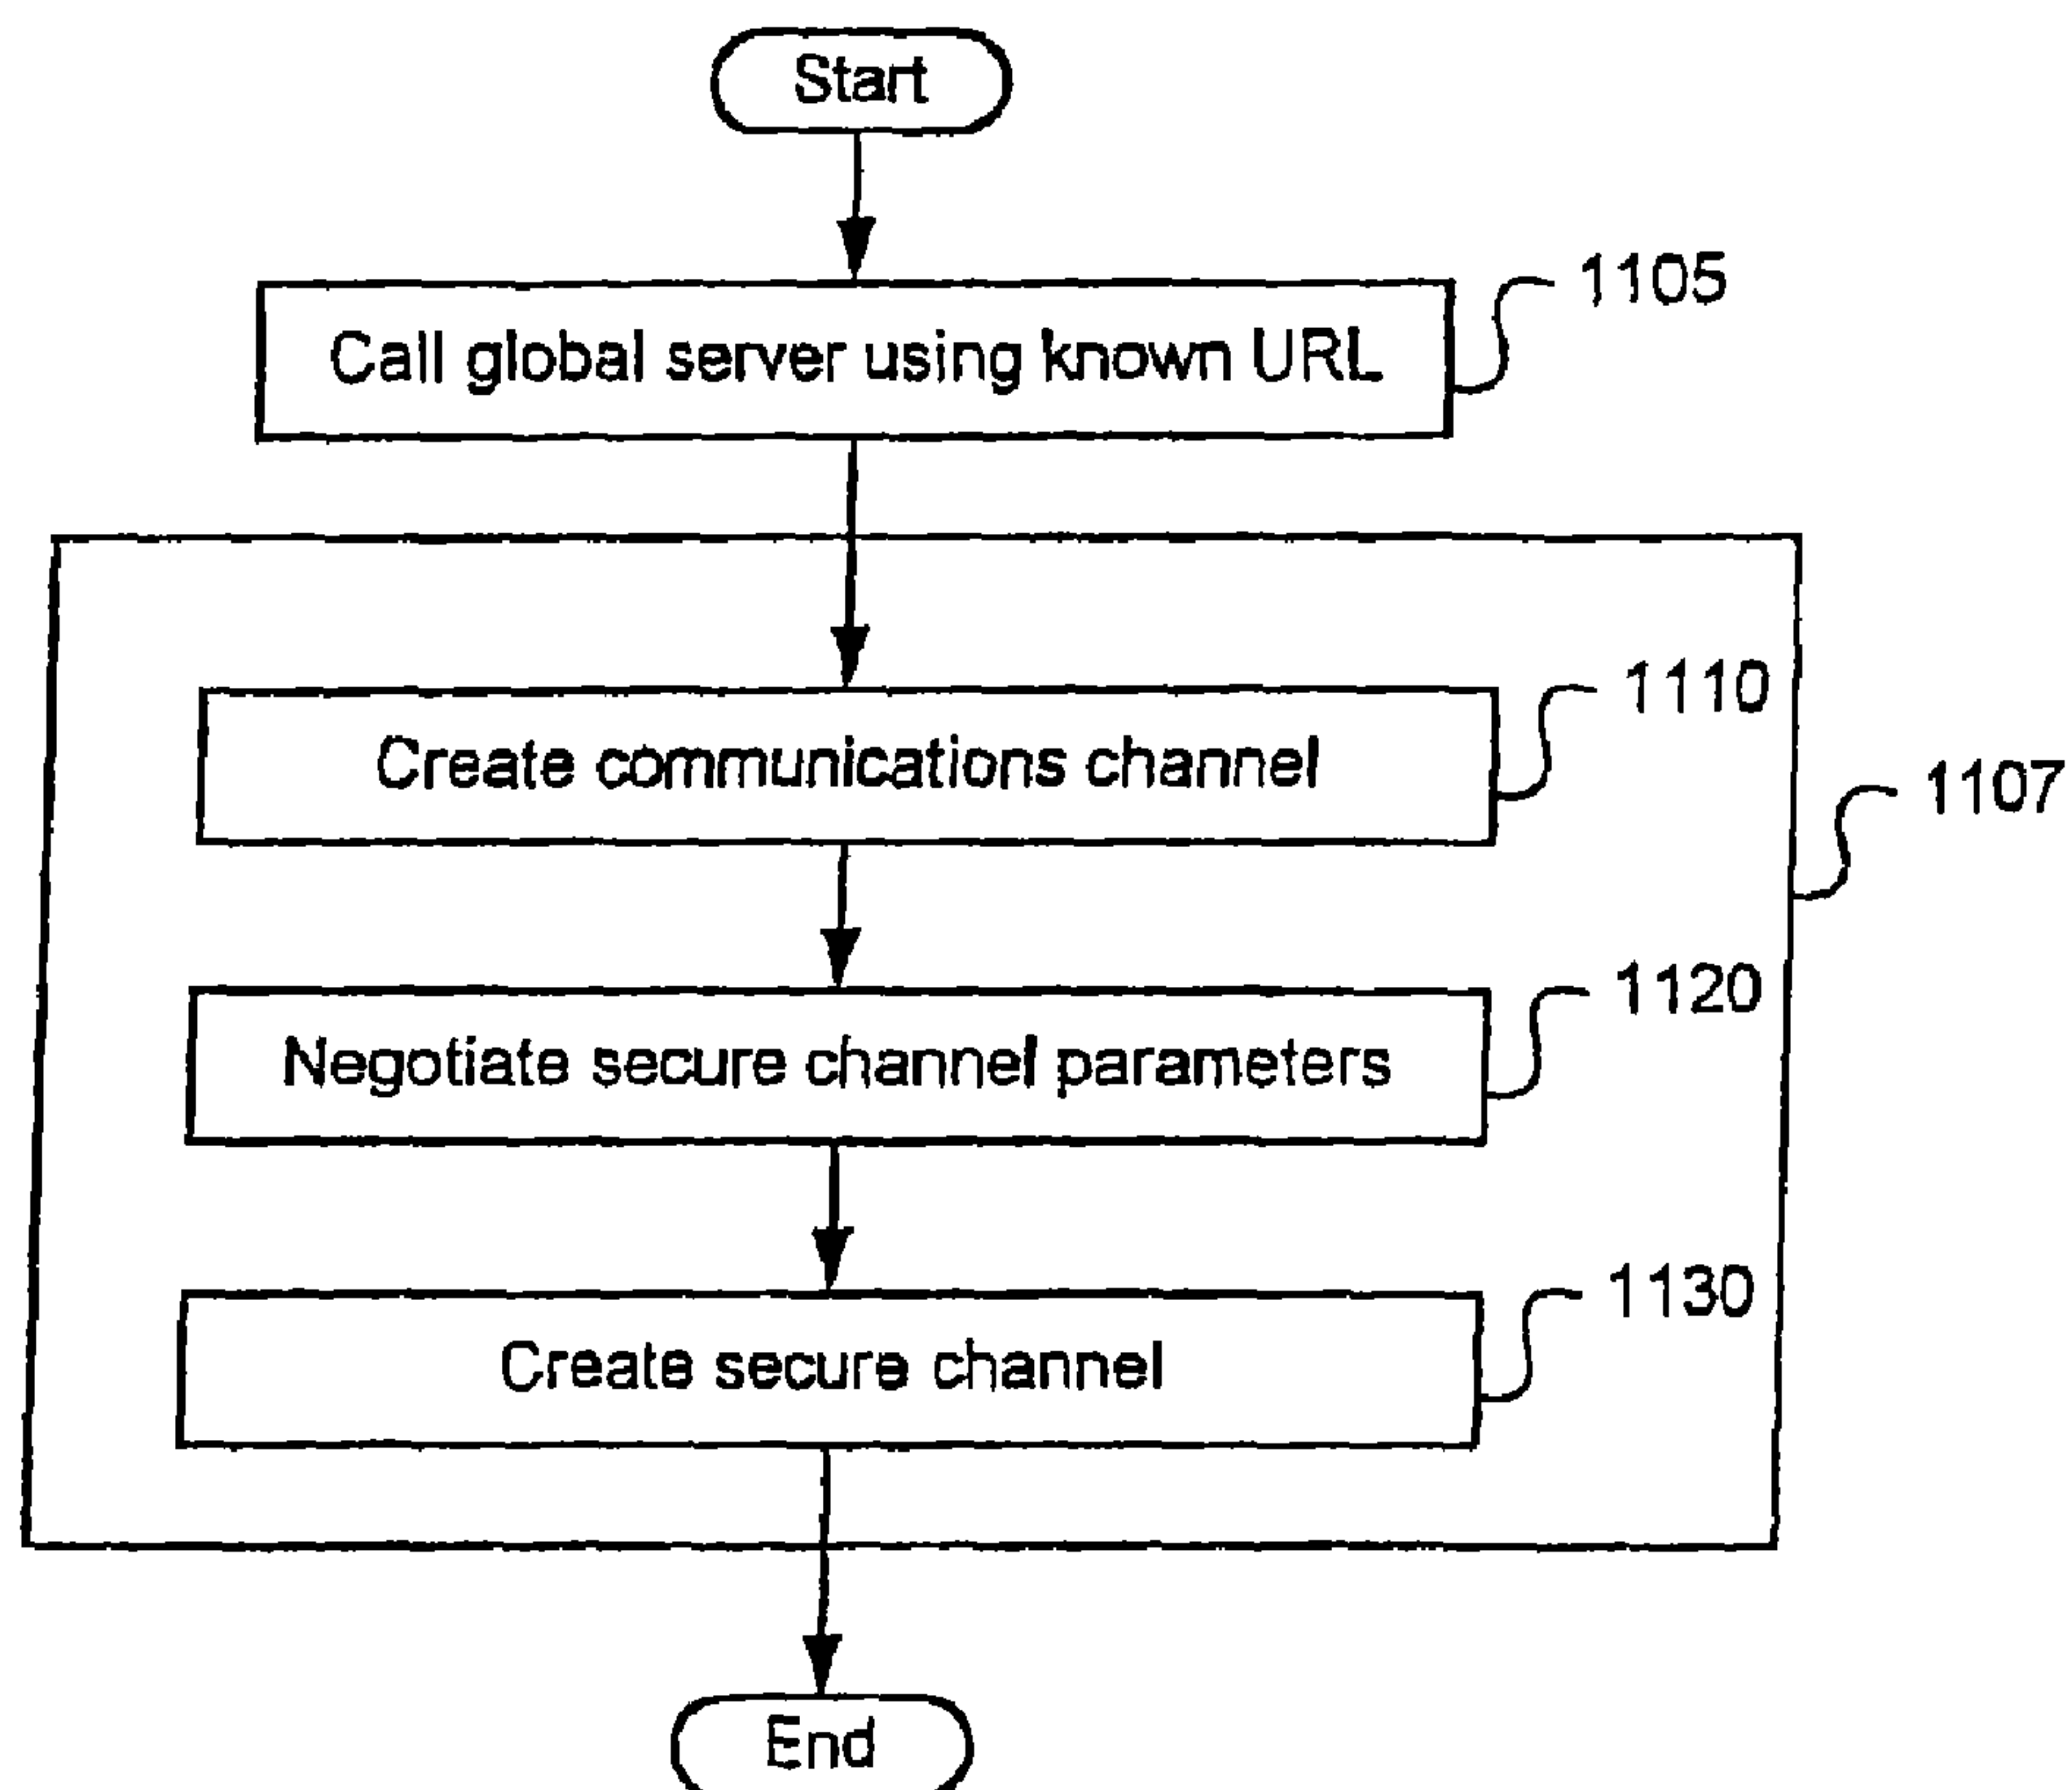 Start
1105
Call global server using known URL
1110
Create communications channel
1107
1120
Negotiate secure channel parameters
1130
Create secure channel
End